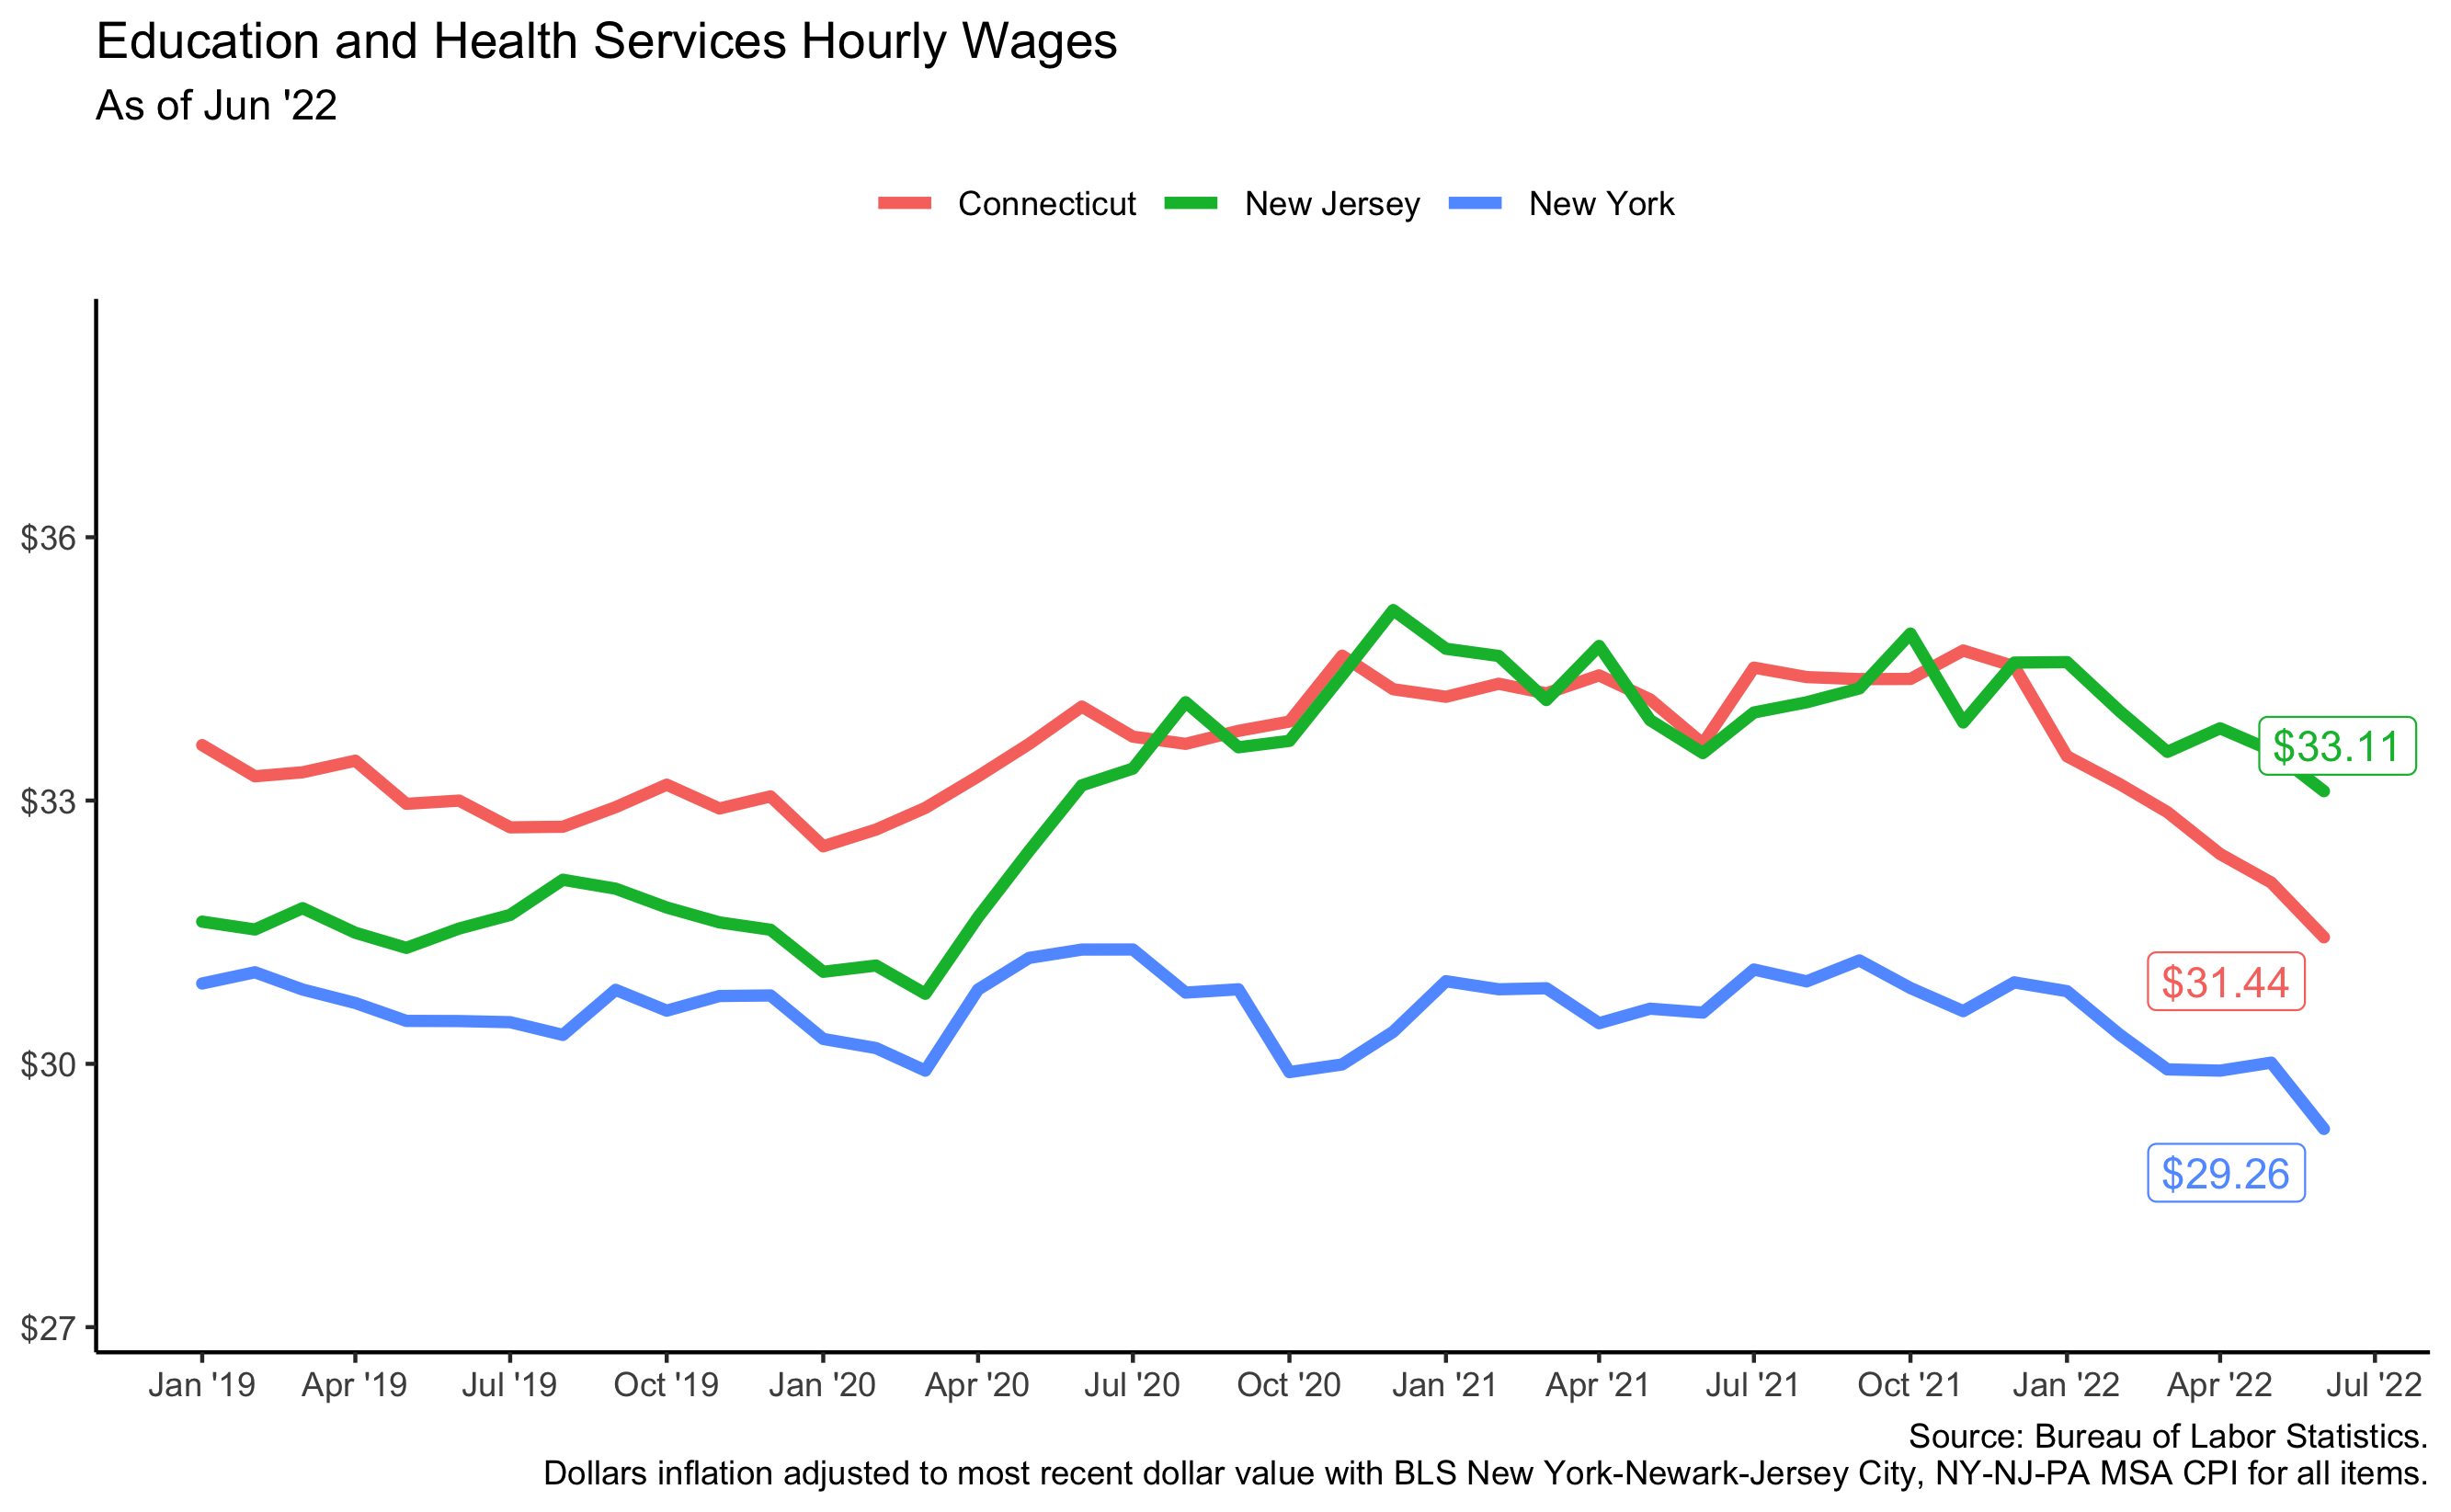 Education and Health Services Hourly Wages
As of Jun '22
Connecticut New Jersey New York
$36
$33
$30
$27
$33.11
$31.44
$29.26
Jan '19 Apr '19 Jul '19 Oct '19 Jan '20 Apr '20 Jul '20 Oct '20 Jan '21 Apr '21 Jul '21 Oct '21 Jan '22 Apr '22 Jul '22
Source: Bureau of Labor Statistics.
Dollars inflation adjusted to most recent dollar value with BLS New York-Newark-Jersey City, NY-NJ-PA MSA CPI for all items.